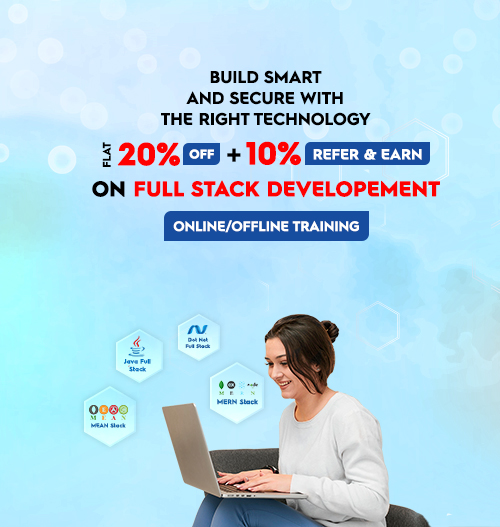 BUILD SMART
AND SECURE WITH
THE RIGHT TECHNOLOGY
FLAT 20% OFF + 10% REFER & EARN
ON FULL STACK DEVELOPEMENT
ONLINE/OFFLINE TRAINING
Dot Net
Full Stack
Java Full
Stack
M E R N
MERN Stack
M E A N
MEAN Stack